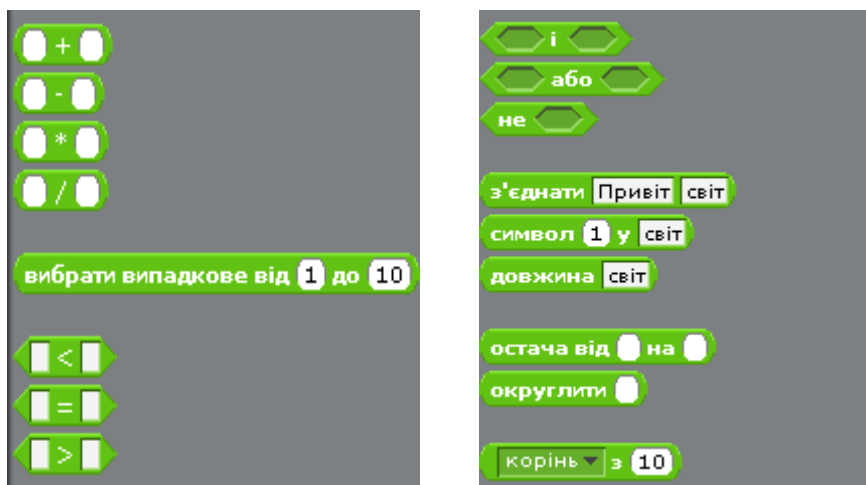 +
-
*
/
вибрати випадкове від 1 до 10
<
=
>
і
або
не
з'єднати Привіт світ
символ 1 у світ
довжина світ
остача від на
округлити
корінь з 10